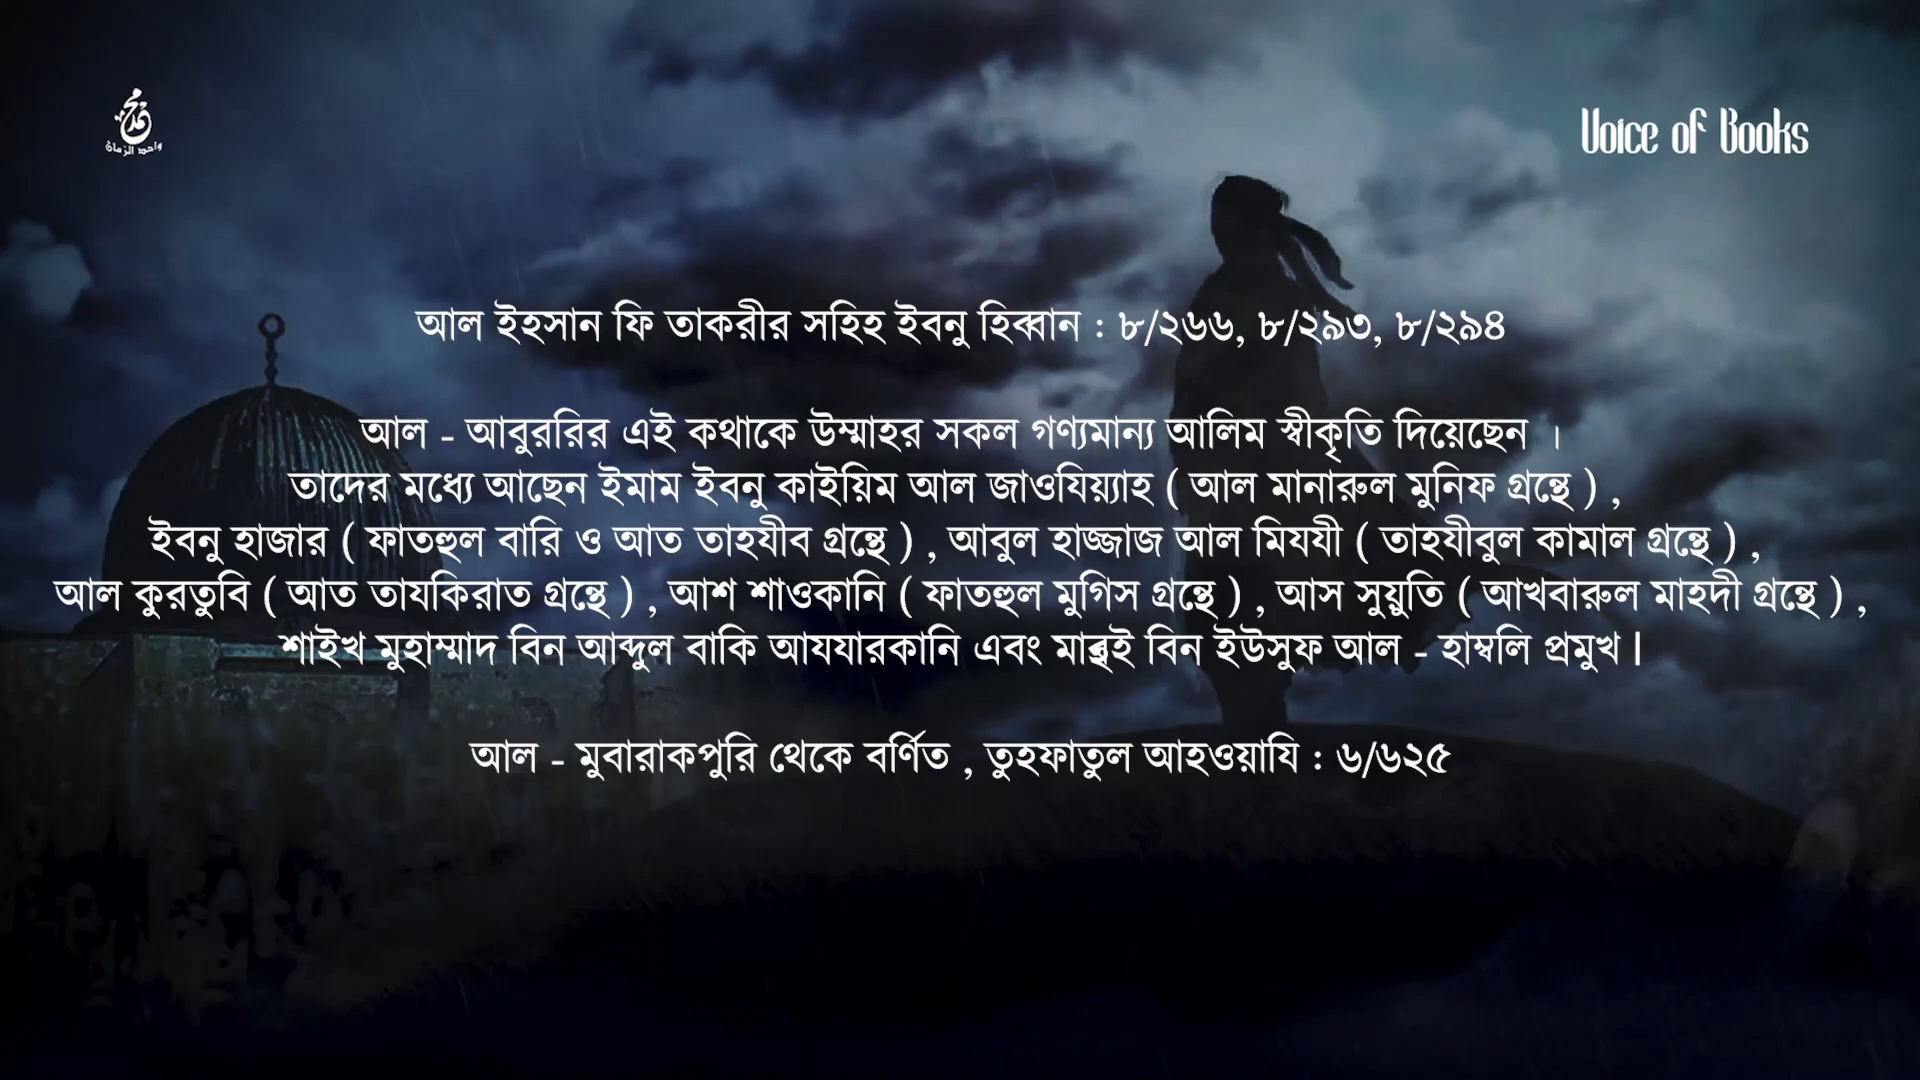 محمد
واحد الزمان
Voice of Books
আল ইহসান ফি তাকরীর সহিহ ইবনু হিব্বান : ৮/২৬৬, ৮/২৯৩, ৮/২৯৪
আল - আবুররির এই কথাকে উম্মাহর সকল গণ্যমান্য আলিম স্বীকৃতি দিয়েছেন ।
তাদের মধ্যে আছেন ইমাম ইবনু কাইয়িম আল জাওযিয়্যাহ ( আল মানারুল মুনিফ গ্রন্থে ) ,
ইবনু হাজার ( ফাতহুল বারি ও আত তাহযীব গ্রন্থে ) , আবুল হাজ্জাজ আল মিযযী ( তাহযীবুল কামাল গ্রন্থে ) ,
আল কুরতুবি ( আত তাযকিরাত গ্রন্থে ) , আশ শাওকানি ( ফাতহুল মুগিস গ্রন্থে ) , আস সুয়ুতি ( আখবারুল মাহদী গ্রন্থে ) ,
শাইখ মুহাম্মাদ বিন আব্দুল বাকি আযযারকানি এবং বিন ইউসুফ আল - হাম্বলি প্রমুখ |
আল - মুবারাকপুরি থেকে বর্ণিত , তুহফাতুল আহওয়াযি : ৬/৬২৫